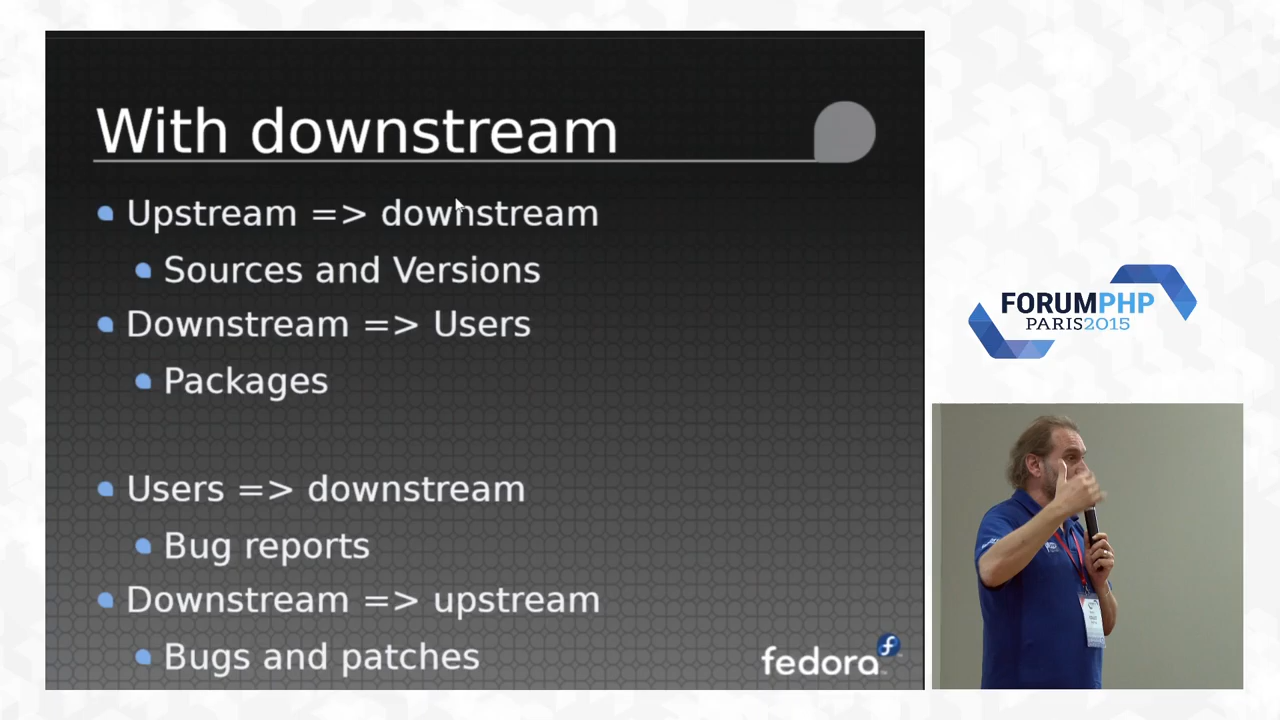 With downstream
Upstream => downstream
Sources and Versions
Downstream => Users
Packages
Users => downstream
Bug reports
Downstream => upstream
Bugs and patches
fedora
FORUMPHP
PARIS2015